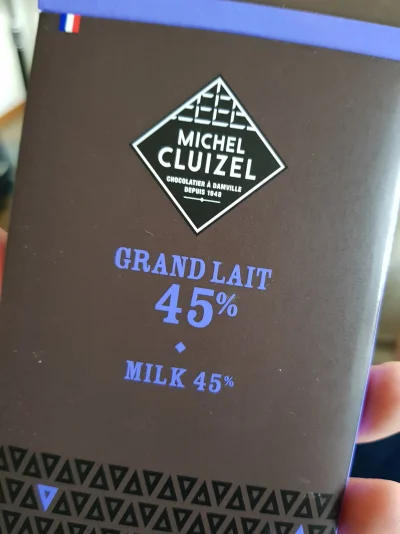 MICHEL
CLUIZEL
CHOCOLATIER À DAMVILLE
DEPUIS 1948
GRAND LAIT
45%
MILK 45%